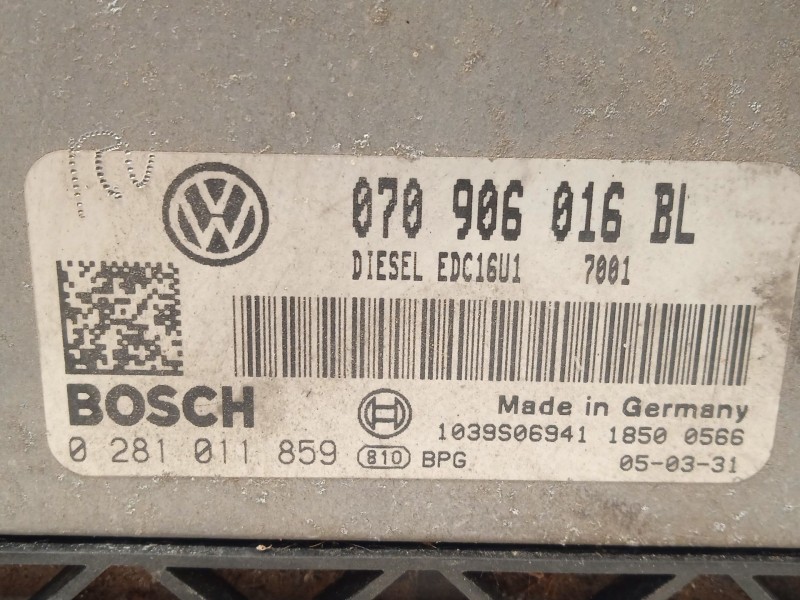 VW
070 906 016 BL
DIESEL EDC16U1 7001
BOSCH
Made in Germany
1039S06941 1850 0566
0 281 011 859 810 BPG
05-03-31